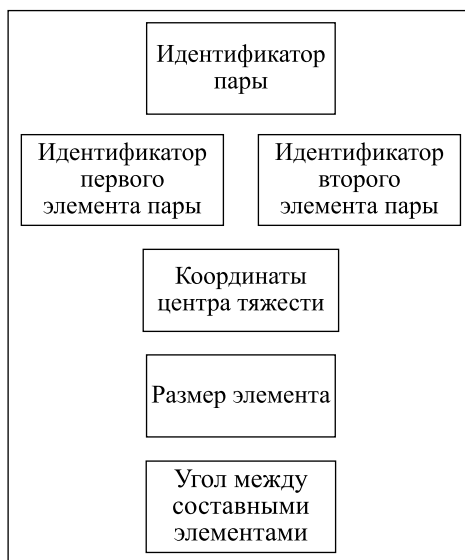 Идентификатор
пары
Идентификатор
первого
элемента пары
Идентификатор
второго
элемента пары
Координаты
центра тяжести
Размер элемента
Угол между
составными
элементами